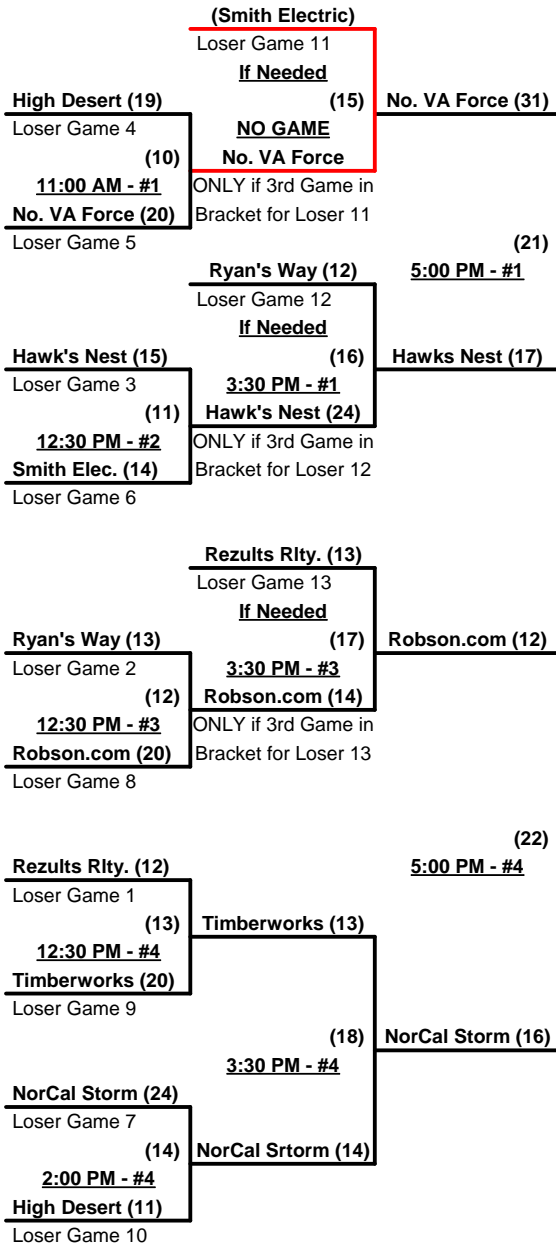 (Smith Electric)
Loser Game 11
If Needed
High Desert (19)
(15)
No. VA Force (31)
Loser Game 4
NO GAME
(10)
No. VA Force
11:00 AM - #1
ONLY if 3rd Game in
No. VA Force (20)
Bracket for Loser 11
Loser Game 5
(21)
Ryan's Way (12)
5:00 PM - #1
Loser Game 12
If Needed
Hawk's Nest (15)
(16)
Hawks Nest (17)
Loser Game 3
3:30 PM - #1
(11)
Hawk's Nest (24)
12:30 PM - #2
ONLY if 3rd Game in
Smith Elec. (14)
Bracket for Loser 12
Loser Game 6
Rezults Rlty. (13)
Loser Game 13
If Needed
Ryan's Way (13)
(17)
Robson.com (12)
Loser Game 2
3:30 PM - #3
(12)
Robson.com (14)
12:30 PM - #3
ONLY if 3rd Game in
Robson.com (20)
Bracket for Loser 13
Loser Game 8
(22)
Rezults Rlty. (12)
5:00 PM - #4
Loser Game 1
(13)
Timberworks (13)
12:30 PM - #4
Timberworks (20)
Loser Game 9
(18)
NorCal Storm (16)
3:30 PM - #4
NorCal Storm (24)
Loser Game 7
(14)
NorCal Srtorm (14)
2:00 PM - #4
High Desert (11)
Loser Game 10